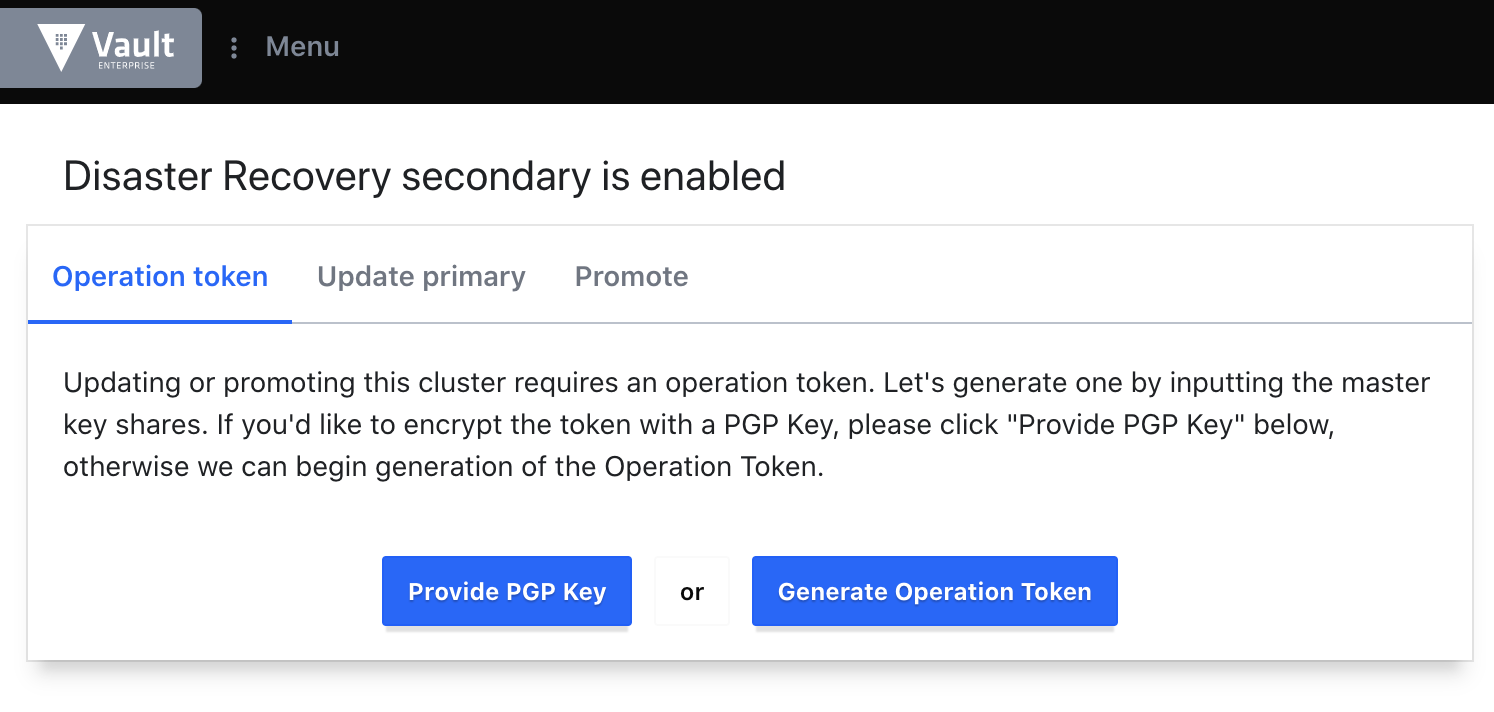 Vault
ENTERPRISE
Menu
Disaster Recovery secondary is enabled
Operation token Update primary Promote
Updating or promoting this cluster requires an operation token. Let's generate one by inputting the master
key shares. If you'd like to encrypt the token with a PGP Key, please click "Provide PGP Key" below,
otherwise we can begin generation of the Operation Token.
Provide PGP Key or Generate Operation Token